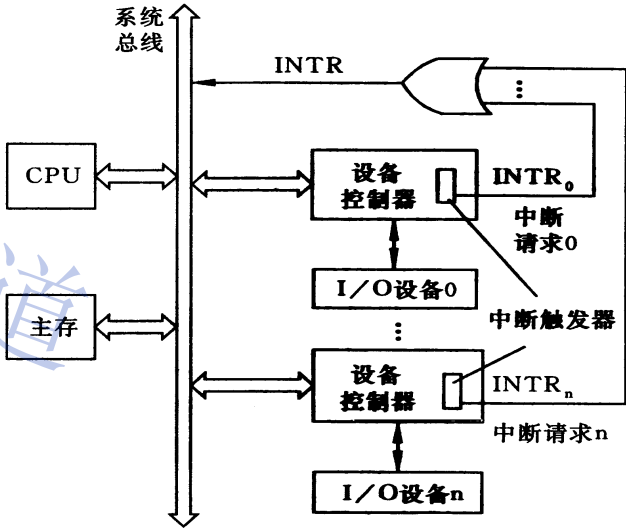 系统
总线
INTR
CPU
设备
控制器
INTR₀
中断
请求0
I/O设备0
主存
中断触发器
设备
控制器
INTRₙ
中断请求n
I/O设备n
道